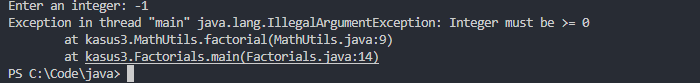 Enter an integer: -1
Exception in thread "main" java.lang.IllegalArgumentException: Integer must be >= 0
at kasus3.MathUtils.factorial(MathUtils.java:9)
at kasus3.Factorials.main(Factorials.java:14)
PS C:\Code\java>